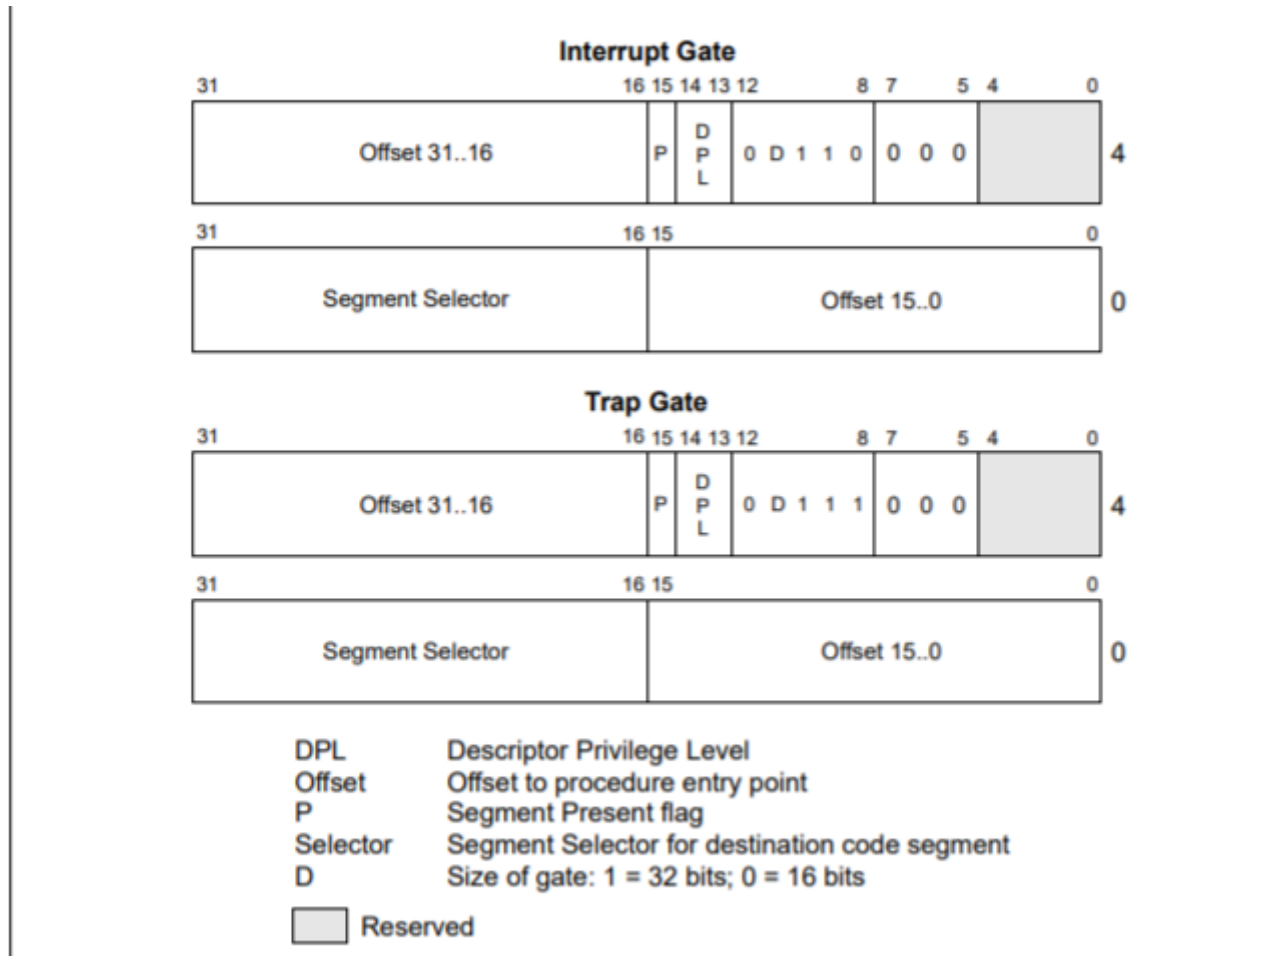 Interrupt Gate
31 16 15 14 13 12 8 7 5 4 0
Offset 31..16 P DPL 0 D 1 1 0 0 0 0 4
31 16 15 0
Segment Selector Offset 15..0 0
Trap Gate
31 16 15 14 13 12 8 7 5 4 0
Offset 31..16 P DPL 0 D 1 1 1 0 0 0 4
31 16 15 0
Segment Selector Offset 15..0 0
DPL Descriptor Privilege Level
Offset Offset to procedure entry point
P Segment Present flag
Selector Segment Selector for destination code segment
D Size of gate: 1 = 32 bits; 0 = 16 bits
Reserved